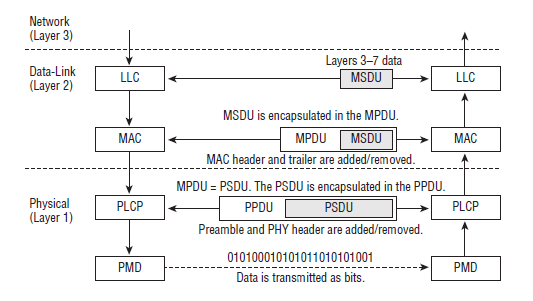 Network
(Layer 3)
Layers 3–7 data
Data-Link
(Layer 2)
LLC
MSDU
LLC
MSDU is encapsulated in the MPDU.
MAC
MPDU
MSDU
MAC
MAC header and trailer are added/removed.
MPDU = PSDU. The PSDU is encapsulated in the PPDU.
Physical
(Layer 1)
PLCP
PPDU
PSDU
PLCP
Preamble and PHY header are added/removed.
PMD
01010001010101101010101001
PMD
Data is transmitted as bits.